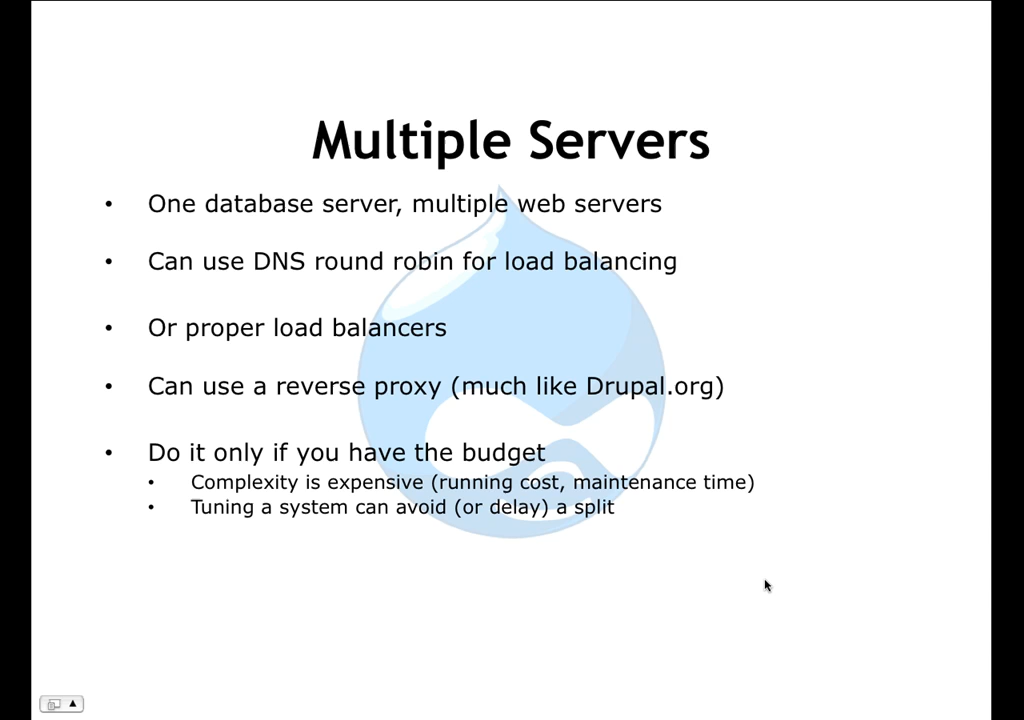 Multiple Servers
• One database server, multiple web servers
• Can use DNS round robin for load balancing
• Or proper load balancers
• Can use a reverse proxy (much like Drupal.org)
• Do it only if you have the budget
• Complexity is expensive (running cost, maintenance time)
• Tuning a system can avoid (or delay) a split